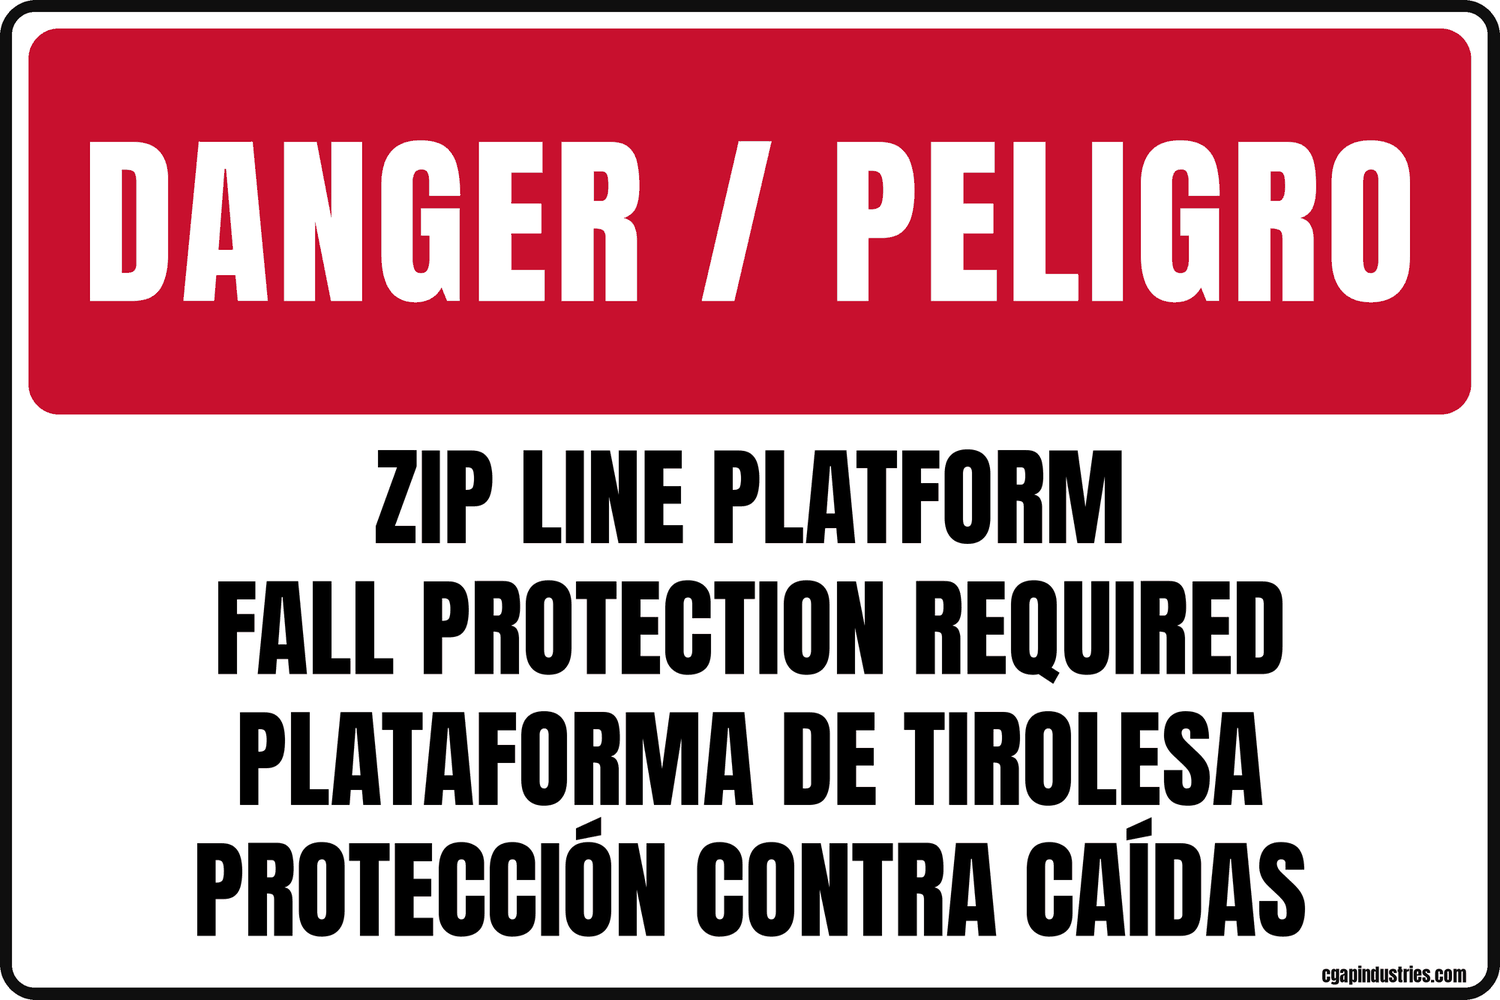 DANGER / PELIGRO
ZIP LINE PLATFORM
FALL PROTECTION REQUIRED
PLATAFORMA DE TIROLESA
PROTECCIÓN CONTRA CAÍDAS
cgapindustries.com